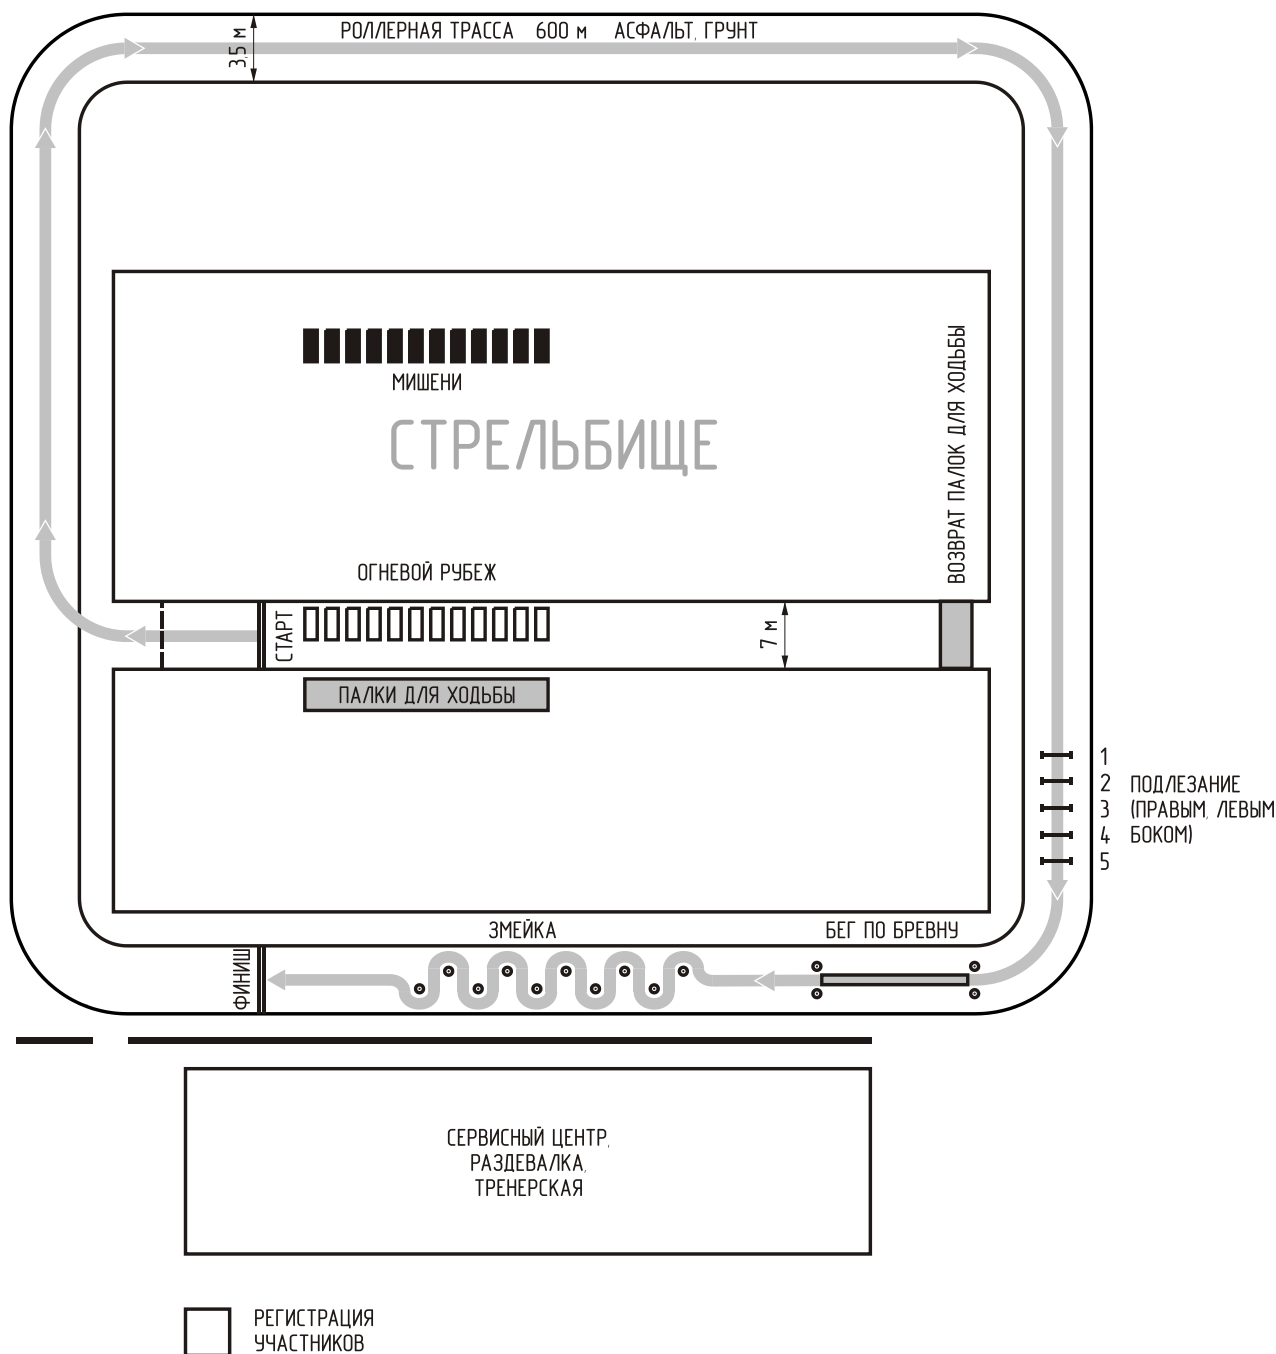 РОЛЛЕРНАЯ ТРАССА 600 м АСФАЛЬТ, ГРУНТ
3,5 м
МИШЕНИ
СТРЕЛЬБИЩЕ
ВОЗВРАТ ПАЛОК ДЛЯ ХОДЬБЫ
ОГНЕВОЙ РУБЕЖ
СТАРТ
7 м
ПАЛКИ ДЛЯ ХОДЬБЫ
1
2
3
4
5
ПОДЛЕЗАНИЕ
(ПРАВЫМ, ЛЕВЫМ
БОКОМ)
ЗМЕЙКА
БЕГ ПО БРЕВНУ
ФИНИШ
СЕРВИСНЫЙ ЦЕНТР,
РАЗДЕВАЛКА,
ТРЕНЕРСКАЯ
РЕГИСТРАЦИЯ
УЧАСТНИКОВ